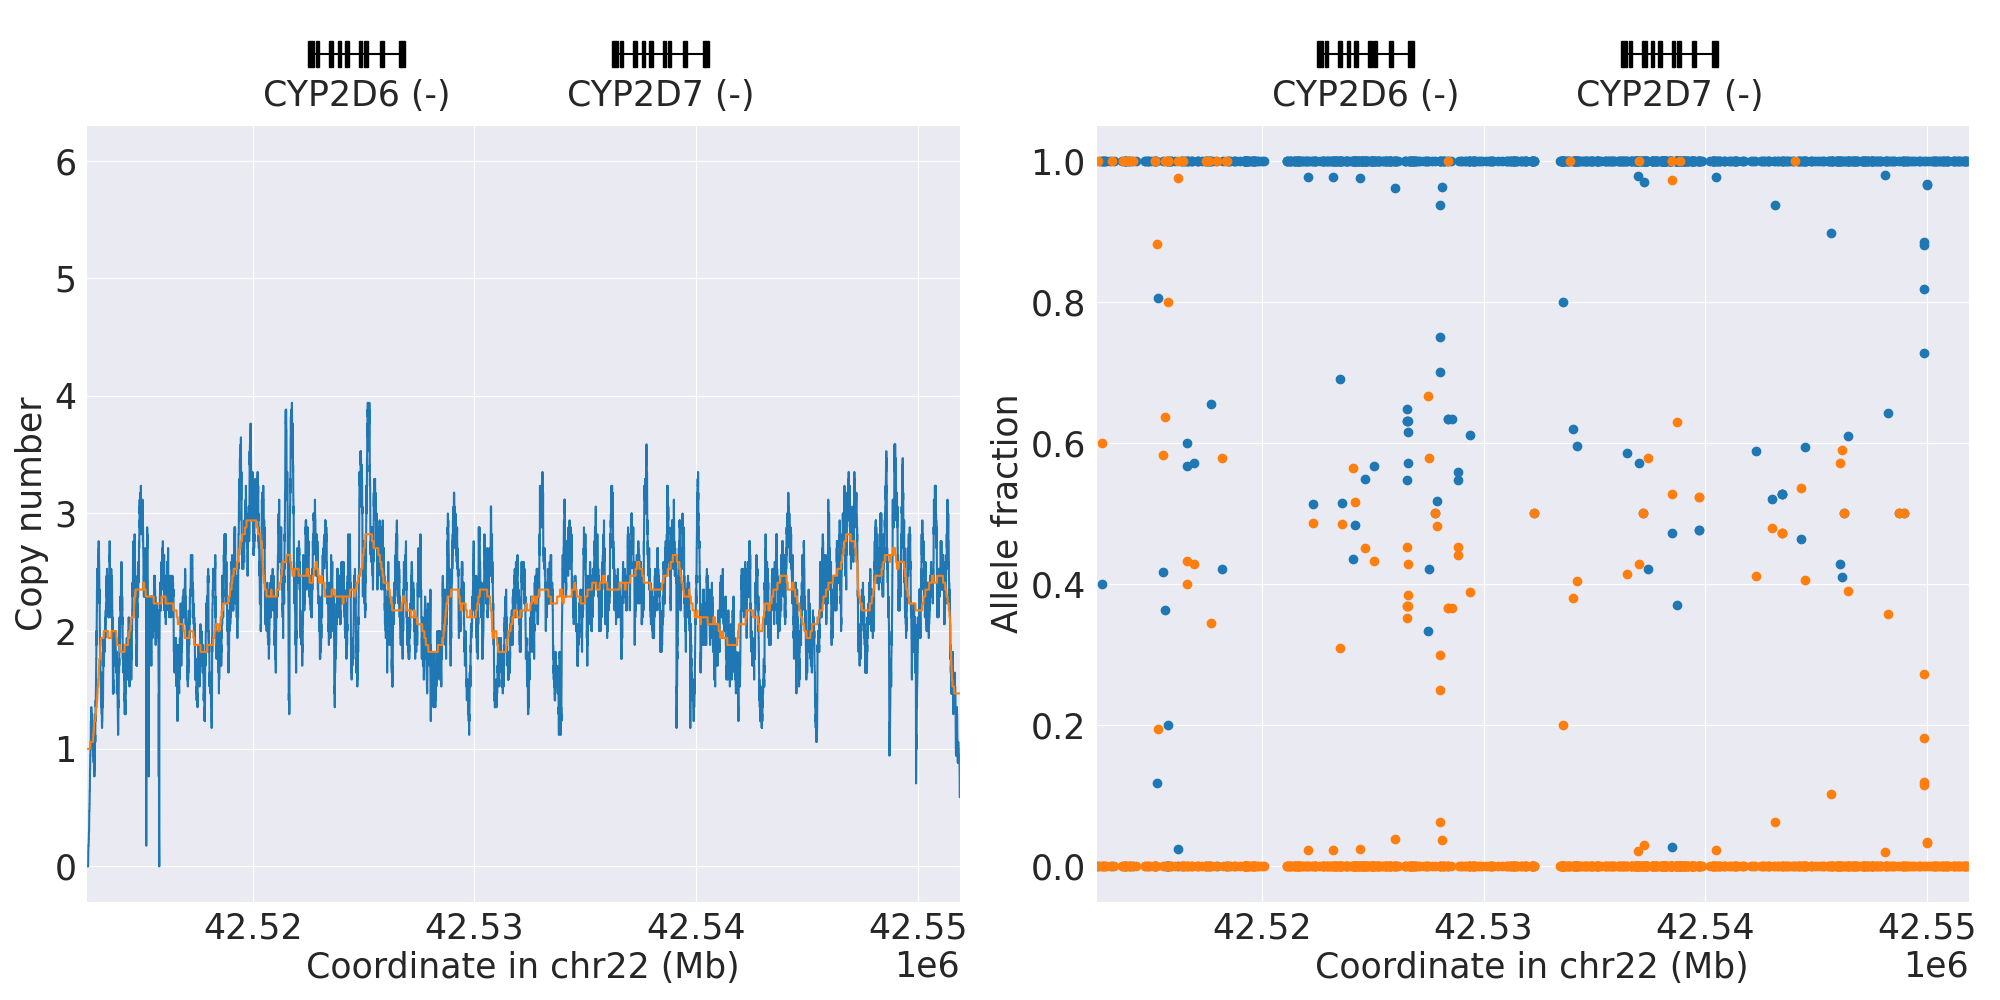 CYP2D6 (-) CYP2D7 (-)
6
5
4
3
2
1
0
Copy number
42.52 42.53 42.54 42.55
Coordinate in chr22 (Mb) 1e6
CYP2D6 (-) CYP2D7 (-)
1.0
0.8
0.6
0.4
0.2
0.0
Allele fraction
42.52 42.53 42.54 42.55
Coordinate in chr22 (Mb) 1e6